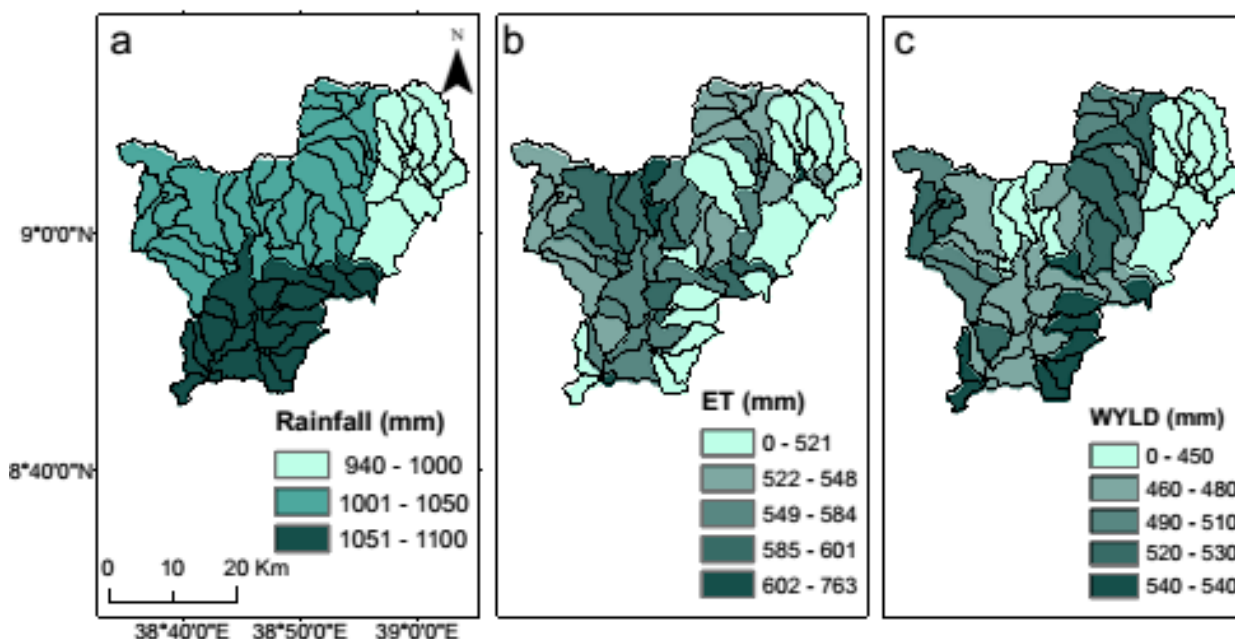 a
N
9°0'0"N
8°40'0"N
Rainfall (mm)
940 - 1000
1001 - 1050
1051 - 1100
0 10 20 Km
38°40'0"E 38°50'0"E 39°0'0"E
b
ET (mm)
0 - 521
522 - 548
549 - 584
585 - 601
602 - 763
c
WYLD (mm)
0 - 450
460 - 480
490 - 510
520 - 530
540 - 540